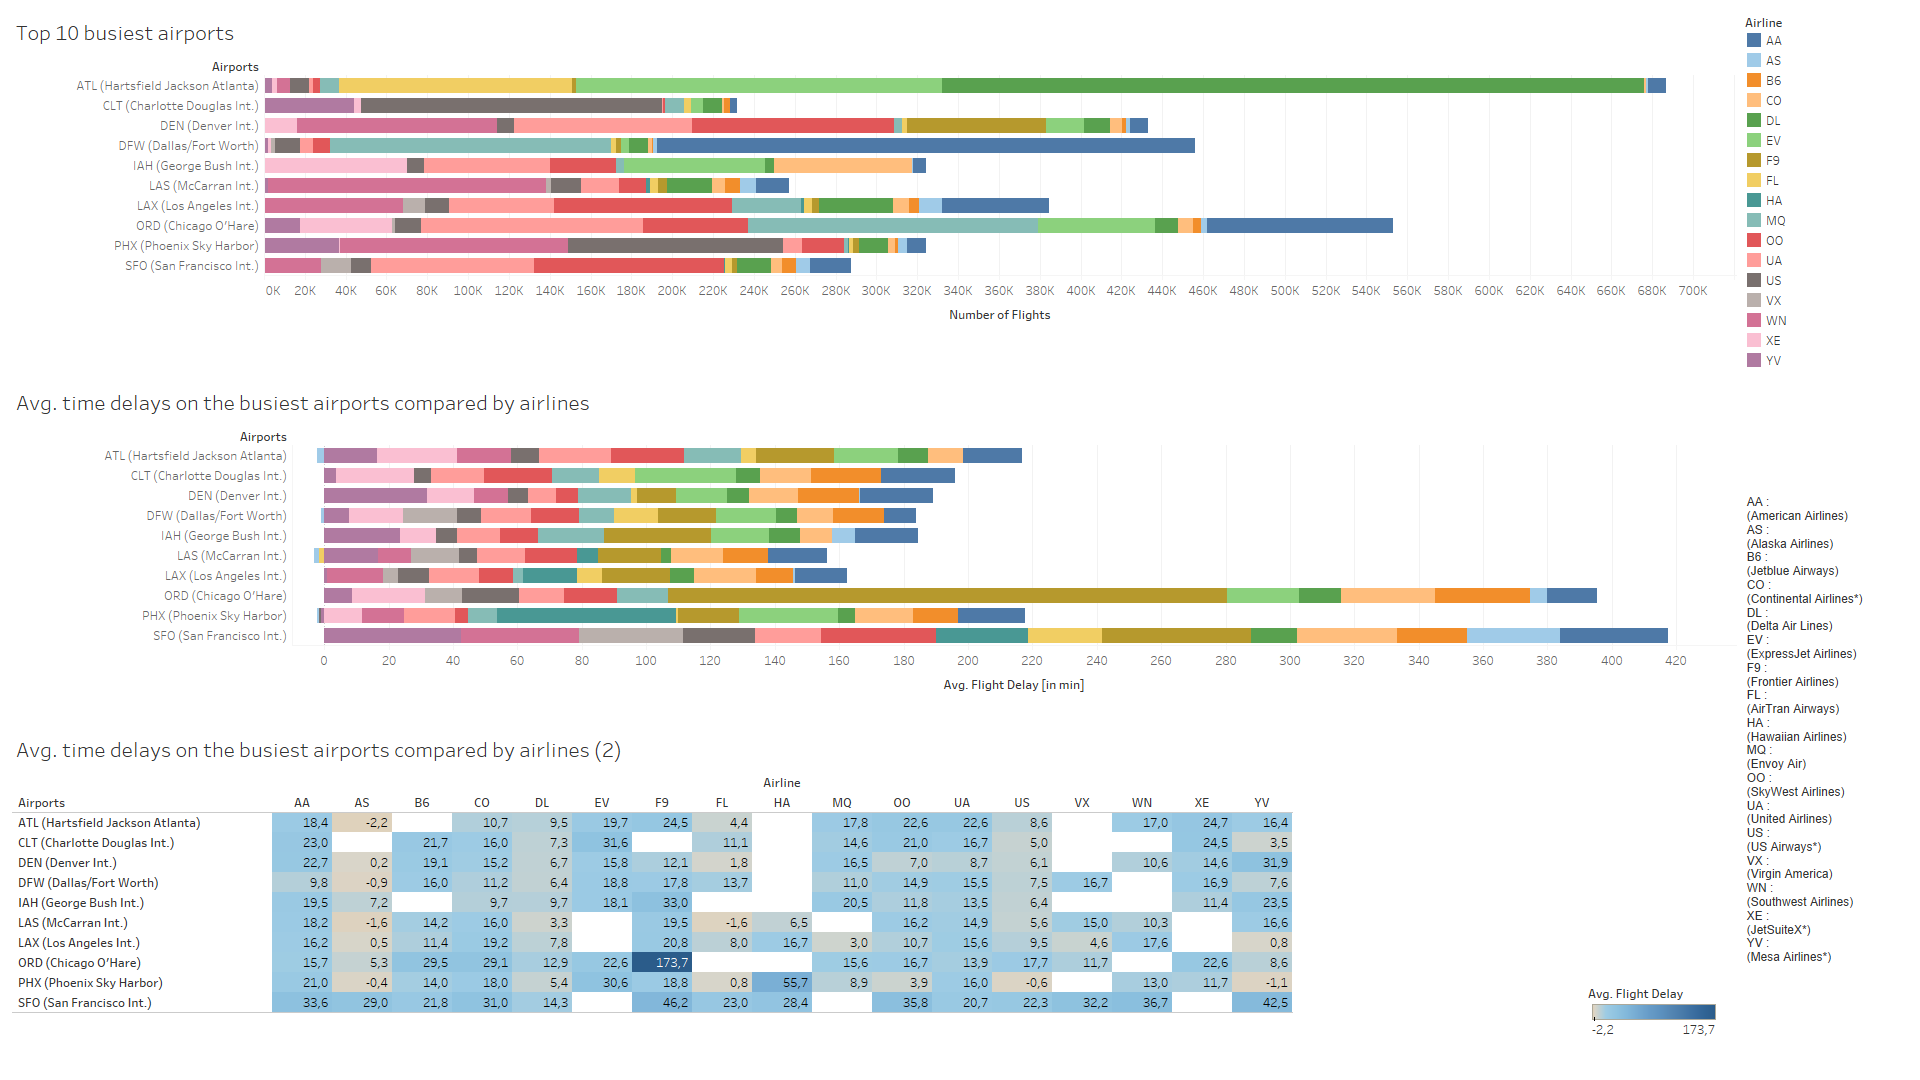 Top 10 busiest airports
Airports
ATL (Hartsfield Jackson Atlanta)
CLT (Charlotte Douglas Int.)
DEN (Denver Int.)
DFW (Dallas/Fort Worth)
IAH (George Bush Int.)
LAS (McCarran Int.)
LAX (Los Angeles Int.)
ORD (Chicago O'Hare)
PHX (Phoenix Sky Harbor)
SFO (San Francisco Int.)
0K 20K 40K 60K 80K 100K 120K 140K 160K 180K 200K 220K 240K 260K 280K 300K 320K 340K 360K 380K 400K 420K 440K 460K 480K 500K 520K 540K 560K 580K 600K 620K 640K 660K 680K 700K
Number of Flights
Airline
AA
AS
B6
CO
DL
EV
F9
FL
HA
MQ
OO
UA
US
VX
WN
XE
YV
Avg. time delays on the busiest airports compared by airlines
Airports
ATL (Hartsfield Jackson Atlanta)
CLT (Charlotte Douglas Int.)
DEN (Denver Int.)
DFW (Dallas/Fort Worth)
IAH (George Bush Int.)
LAS (McCarran Int.)
LAX (Los Angeles Int.)
ORD (Chicago O'Hare)
PHX (Phoenix Sky Harbor)
SFO (San Francisco Int.)
0 20 40 60 80 100 120 140 160 180 200 220 240 260 280 300 320 340 360 380 400 420
Avg. Flight Delay [in min]
AA :
(American Airlines)
AS :
(Alaska Airlines)
B6 :
(Jetblue Airways)
CO :
(Continental Airlines*)
DL :
(Delta Air Lines)
EV :
(ExpressJet Airlines)
F9 :
(Frontier Airlines)
FL :
(AirTran Airways)
HA :
(Hawaiian Airlines)
MQ :
(Envoy Air)
OO :
(SkyWest Airlines)
UA :
(United Airlines)
US :
(US Airways*)
VX :
(Virgin America)
WN :
(Southwest Airlines)
XE :
(JetSuiteX*)
YV :
(Mesa Airlines*)
Avg. time delays on the busiest airports compared by airlines (2)
Airline
Airports AA AS B6 CO DL EV F9 FL HA MQ OO UA US VX WN XE YV
ATL (Hartsfield Jackson Atlanta) 18,4 -2,2 10,7 9,5 19,7 24,5 4,4 17,8 22,6 22,6 8,6 17,0 24,7 16,4
CLT (Charlotte Douglas Int.) 23,0 21,7 16,0 7,3 31,6 11,1 14,6 21,0 16,7 5,0 24,5 3,5
DEN (Denver Int.) 22,7 0,2 19,1 15,2 6,7 15,8 12,1 1,8 16,5 7,0 8,7 6,1 10,6 14,6 31,9
DFW (Dallas/Fort Worth) 9,8 -0,9 16,0 11,2 6,4 18,8 17,8 13,7 11,0 14,9 15,5 7,5 16,7 16,9 7,6
IAH (George Bush Int.) 19,5 7,2 9,7 9,7 18,1 33,0 20,5 11,8 13,5 6,4 11,4 23,5
LAS (McCarran Int.) 18,2 -1,6 14,2 16,0 3,3 19,5 -1,6 6,5 16,2 14,9 5,6 15,0 10,3 16,6
LAX (Los Angeles Int.) 16,2 0,5 11,4 19,2 7,8 20,8 8,0 16,7 3,0 10,7 15,6 9,5 4,6 17,6 0,8
ORD (Chicago O'Hare) 15,7 5,3 29,5 29,1 12,9 22,6 173,7 15,6 16,7 13,9 17,7 11,7 22,6 8,6
PHX (Phoenix Sky Harbor) 21,0 -0,4 14,0 18,0 5,4 30,6 18,8 0,8 55,7 8,9 3,9 16,0 -0,6 13,0 11,7 -1,1
SFO (San Francisco Int.) 33,6 29,0 21,8 31,0 14,3 46,2 23,0 28,4 35,8 20,7 22,3 32,2 36,7 42,5
Avg. Flight Delay
-2,2 173,7